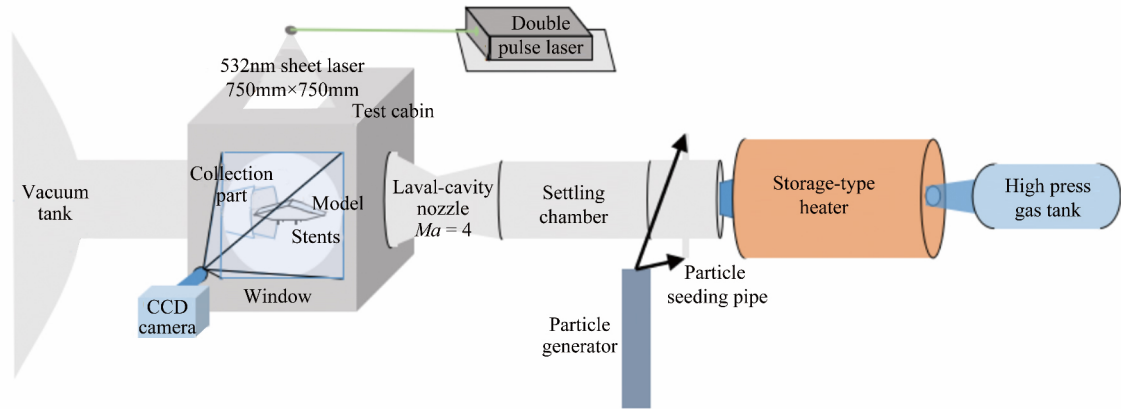 Double
pulse laser
532nm sheet laser
750mm×750mm
Test cabin
Collection
part
Model
Stents
Window
CCD
camera
Vacuum
tank
Laval-cavity
nozzle
Ma = 4
Settling
chamber
Particle
seeding pipe
Particle
generator
Storage-type
heater
High press
gas tank